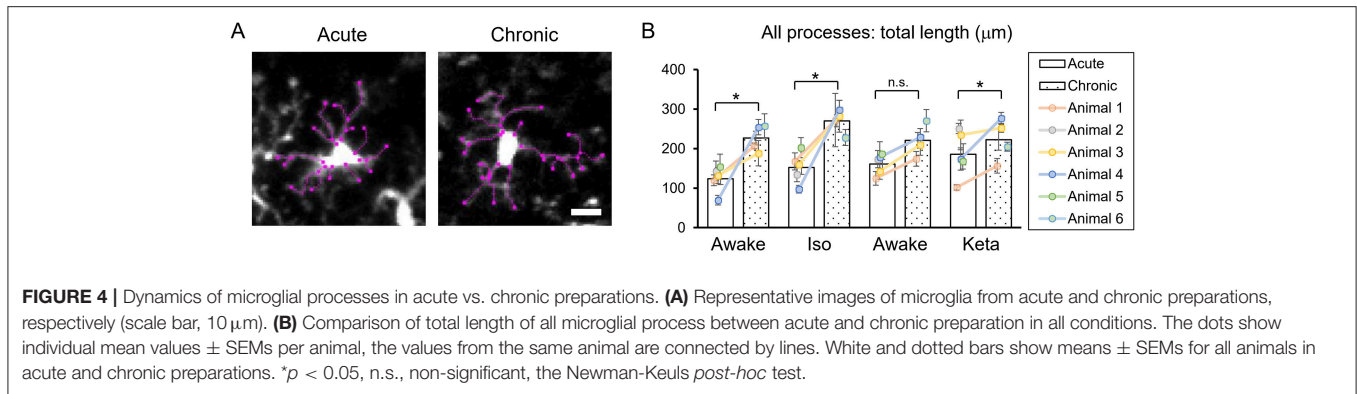 A
Acute
Chronic
B
All processes: total length (μm)
400
300
200
100
0
*
*
n.s.
*
Awake
Iso
Awake
Keta
Acute
Chronic
Animal 1
Animal 2
Animal 3
Animal 4
Animal 5
Animal 6
FIGURE 4 | Dynamics of microglial processes in acute vs. chronic preparations. (A) Representative images of microglia from acute and chronic preparations,
respectively (scale bar, 10 μm). (B) Comparison of total length of all microglial process between acute and chronic preparation in all conditions. The dots show
individual mean values ± SEMs per animal, the values from the same animal are connected by lines. White and dotted bars show means ± SEMs for all animals in
acute and chronic preparations. *p < 0.05, n.s., non-significant, the Newman-Keuls post-hoc test.